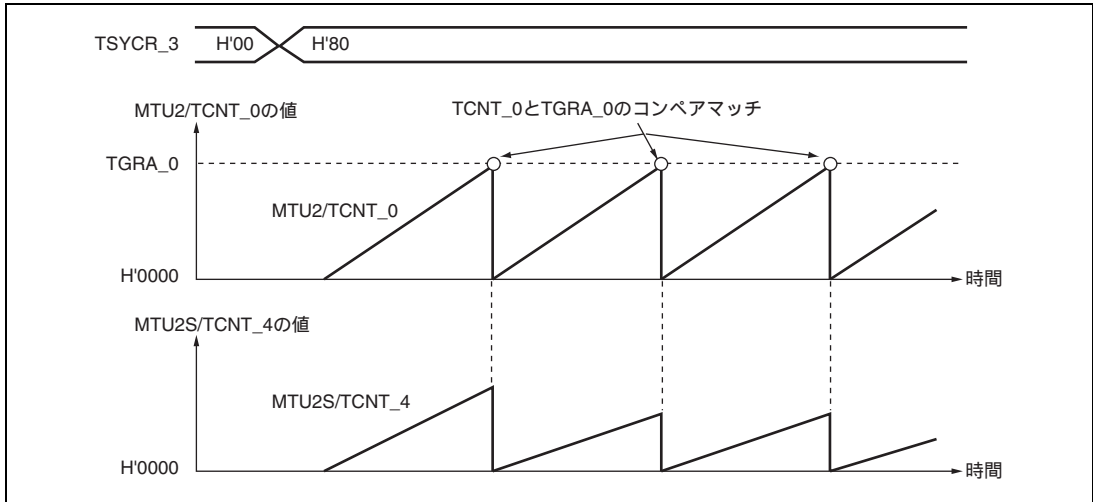 TSYCR_3 H'00 H'80
MTU2/TCNT_0の値
TCNT_0とTGRA_0のコンペアマッチ
TGRA_0
MTU2/TCNT_0
H'0000
時間
MTU2S/TCNT_4の値
MTU2S/TCNT_4
H'0000
時間